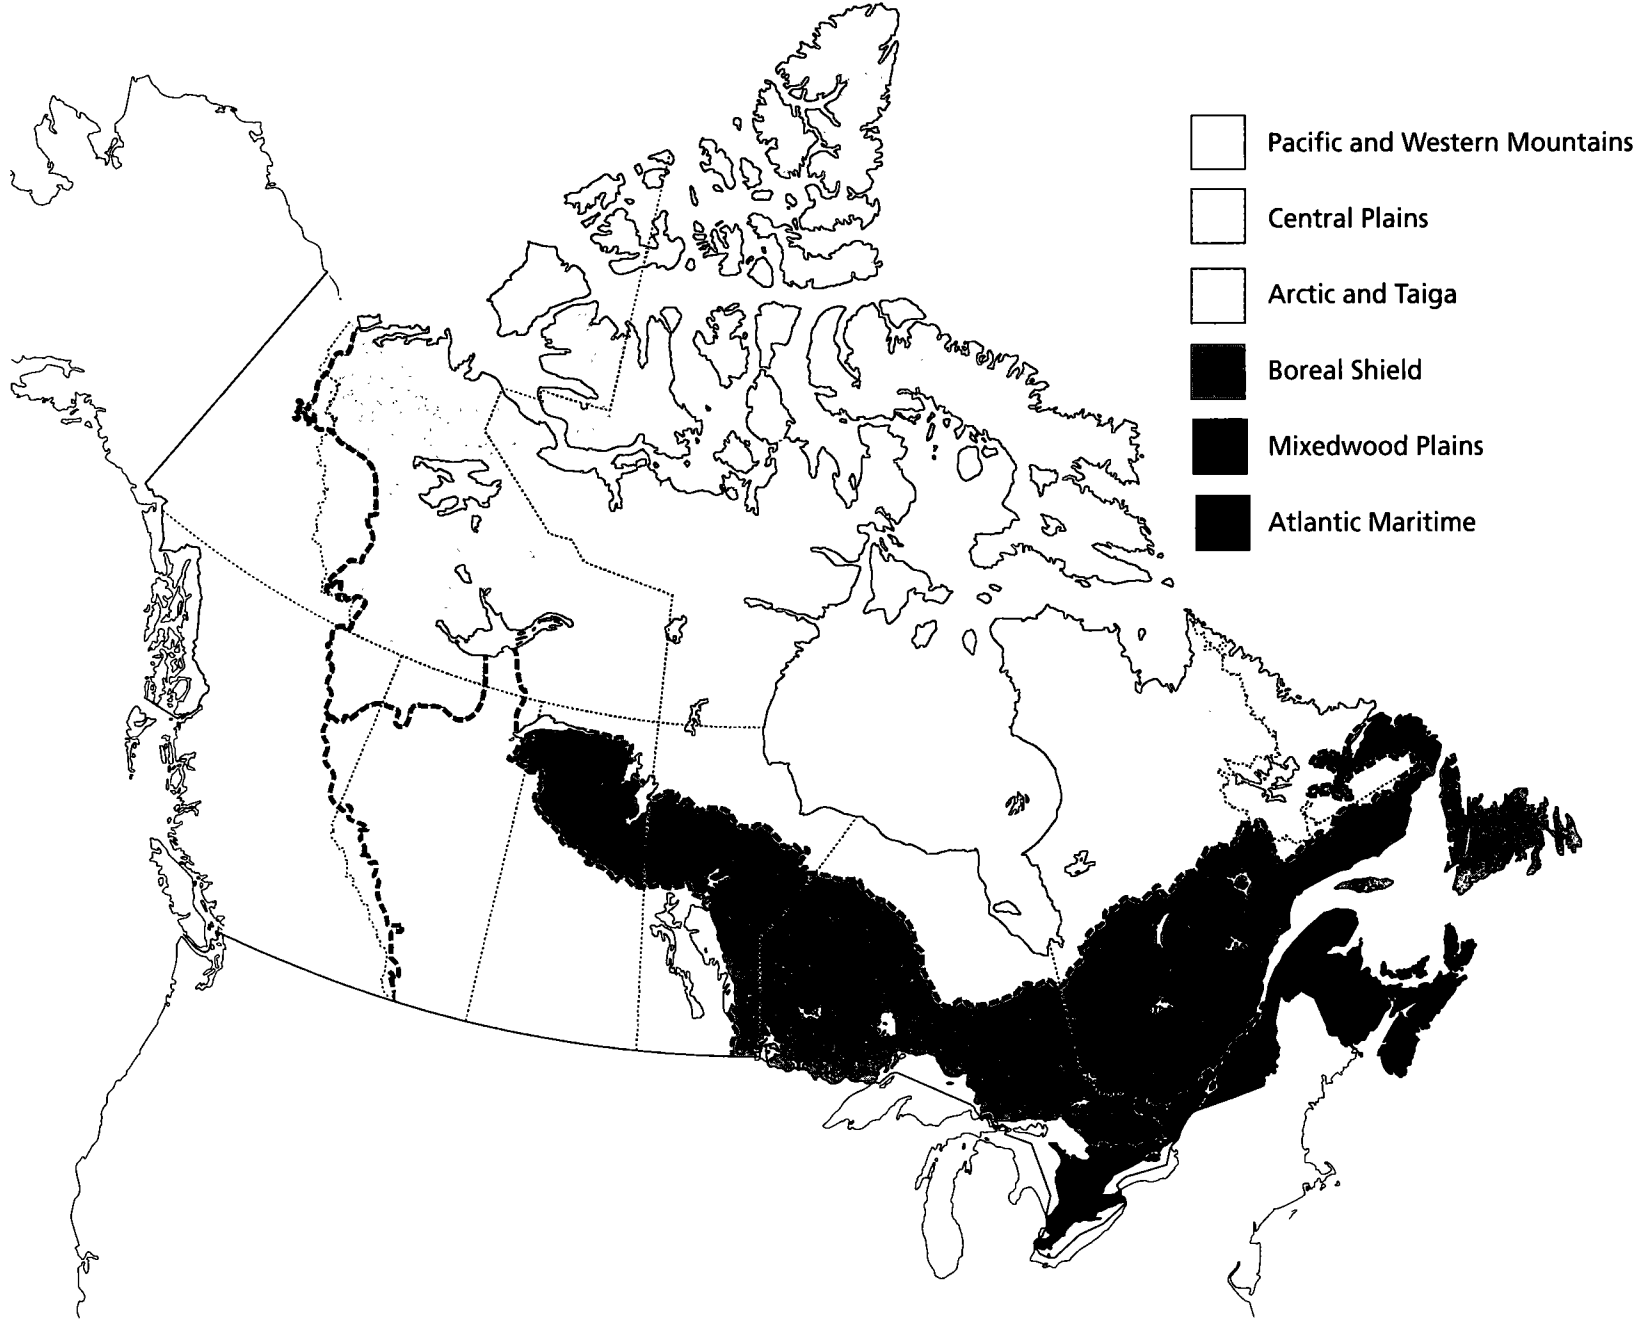 Pacific and Western Mountains
Central Plains
Arctic and Taiga
Boreal Shield
Mixedwood Plains
Atlantic Maritime